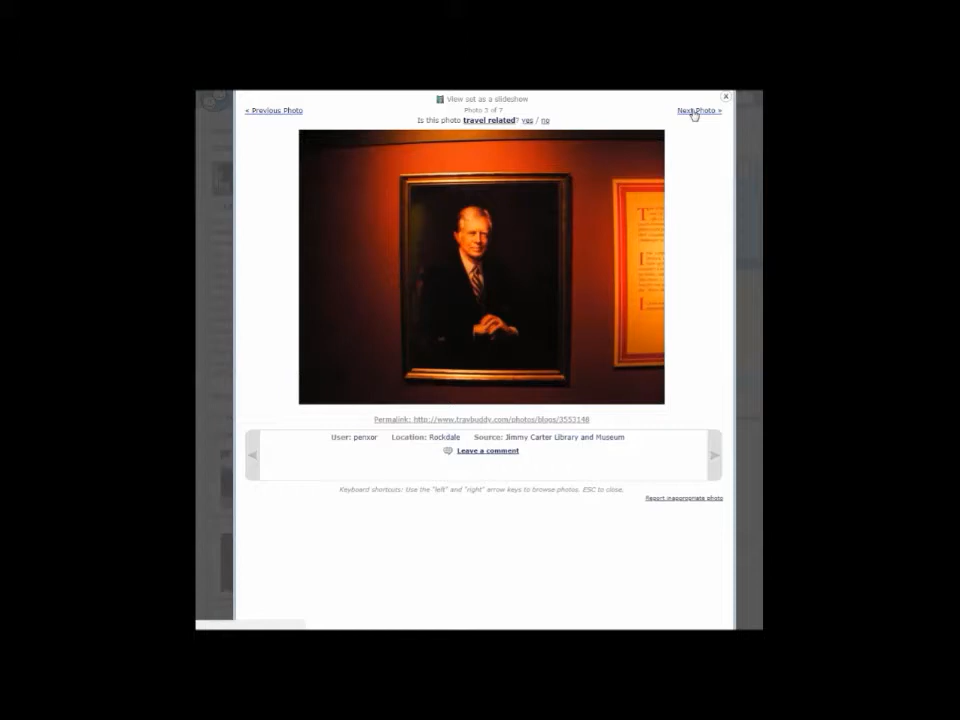 View set as a slideshow
« Previous Photo
Photo 3 of 7
Next Photo »
Is this photo travel related? yes / no
Permalink: http://www.travbuddy.com/photos/blogs/3553148
User: penxor Location: Rockdale Source: Jimmy Carter Library and Museum
Leave a comment
Keyboard shortcuts: Use the "left" and "right" arrow keys to browse photos. ESC to close.
Report inappropriate photo